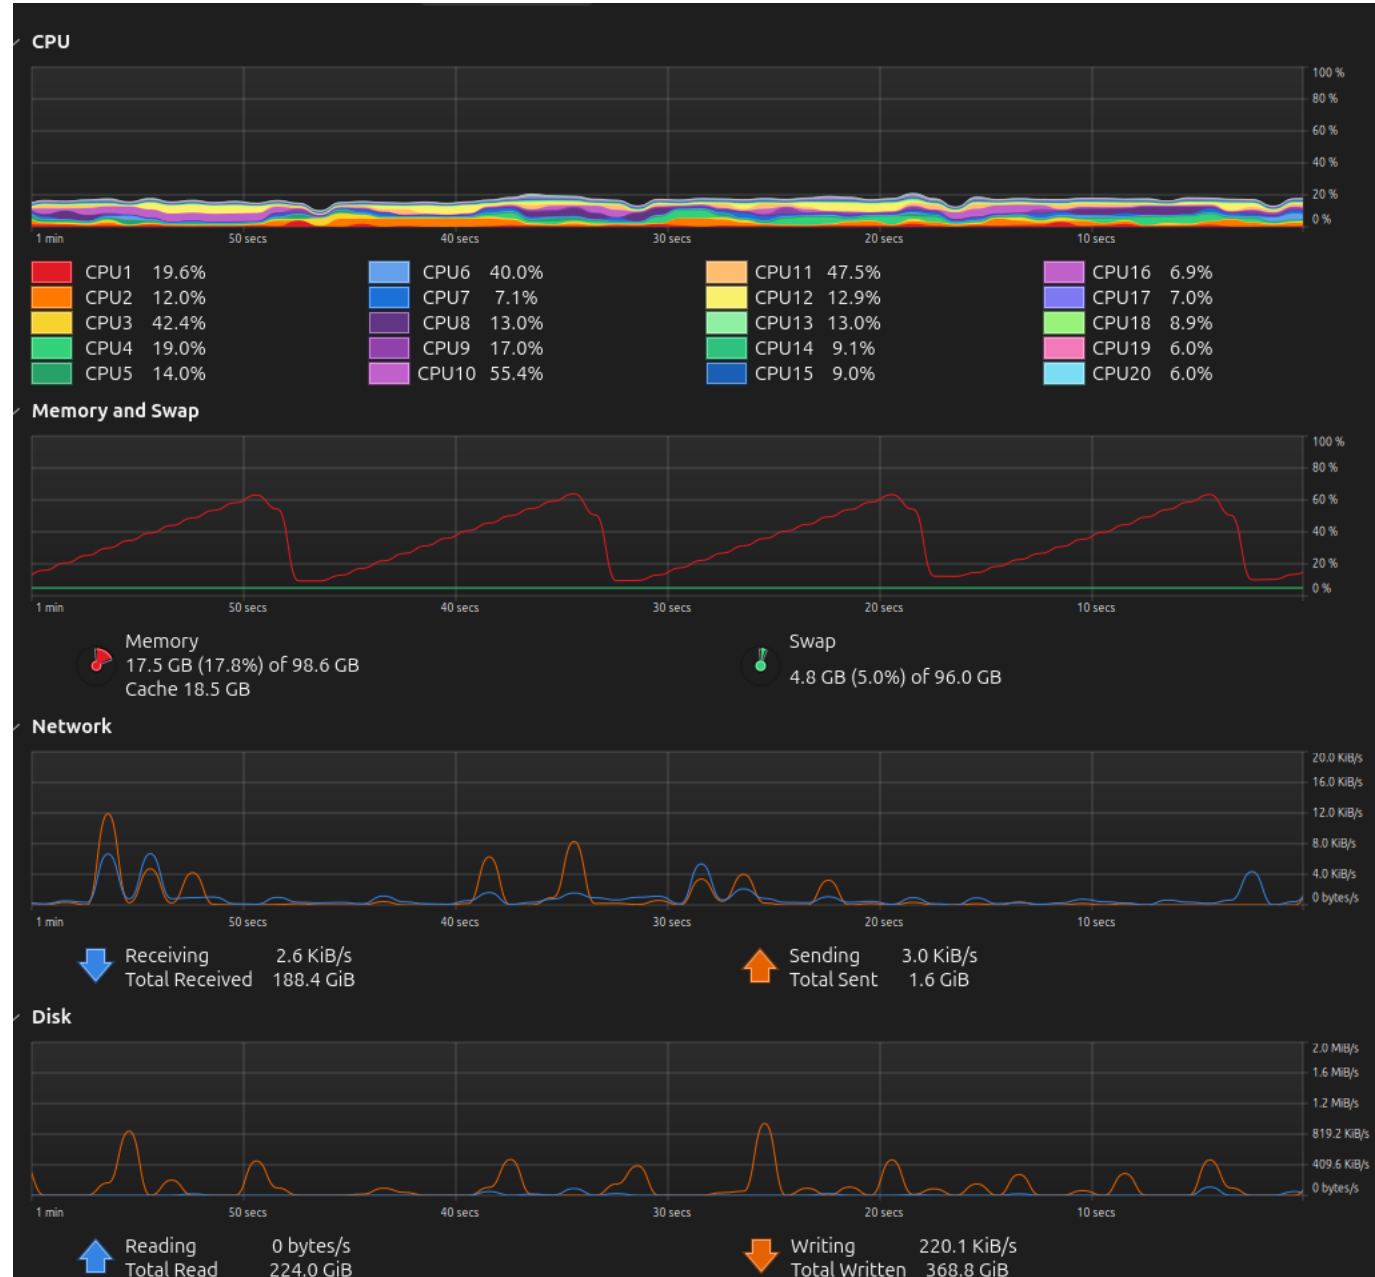 CPU
100 %
80 %
60 %
40 %
20 %
0 %
1 min 50 secs 40 secs 30 secs 20 secs 10 secs
CPU1 19.6% CPU6 40.0% CPU11 47.5% CPU16 6.9%
CPU2 12.0% CPU7 7.1% CPU12 12.9% CPU17 7.0%
CPU3 42.4% CPU8 13.0% CPU13 13.0% CPU18 8.9%
CPU4 19.0% CPU9 17.0% CPU14 9.1% CPU19 6.0%
CPU5 14.0% CPU10 55.4% CPU15 9.0% CPU20 6.0%
Memory and Swap
100 %
80 %
60 %
40 %
20 %
0 %
1 min 50 secs 40 secs 30 secs 20 secs 10 secs
Memory
17.5 GB (17.8%) of 98.6 GB
Cache 18.5 GB
Swap
4.8 GB (5.0%) of 96.0 GB
Network
20.0 KiB/s
16.0 KiB/s
12.0 KiB/s
8.0 KiB/s
4.0 KiB/s
0 bytes/s
1 min 50 secs 40 secs 30 secs 20 secs 10 secs
Receiving 2.6 KiB/s
Total Received 188.4 GiB
Sending 3.0 KiB/s
Total Sent 1.6 GiB
Disk
2.0 MiB/s
1.6 MiB/s
1.2 MiB/s
819.2 KiB/s
409.6 KiB/s
0 bytes/s
1 min 50 secs 40 secs 30 secs 20 secs 10 secs
Reading 0 bytes/s
Total Read 224.0 GiB
Writing 220.1 KiB/s
Total Written 368.8 GiB